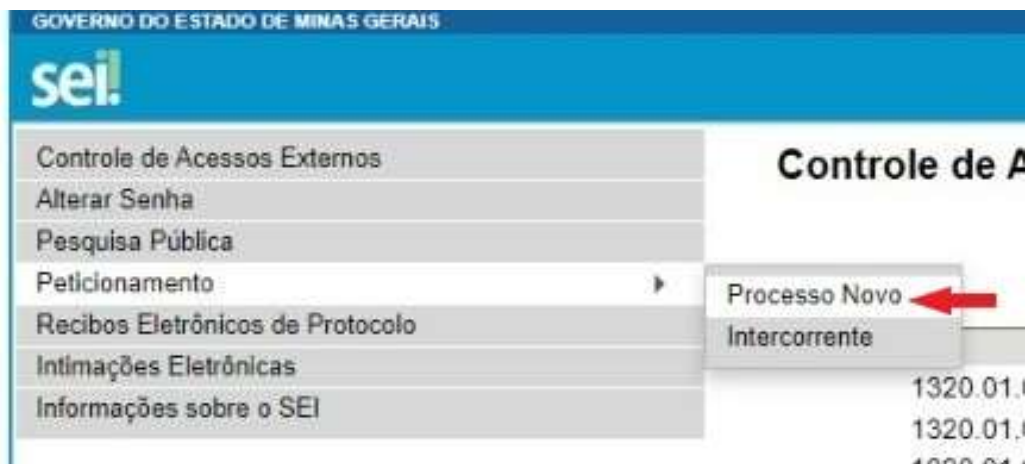 GOVERNO DO ESTADO DE MINAS GERAIS
sei!
Controle de Acessos Externos
Alterar Senha
Pesquisa Pública
Peticionamento
Recibos Eletrônicos de Protocolo
Intimações Eletrônicas
Informações sobre o SEI
Controle de A
Processo Novo
Intercorrente
1320.01.
1320.01.